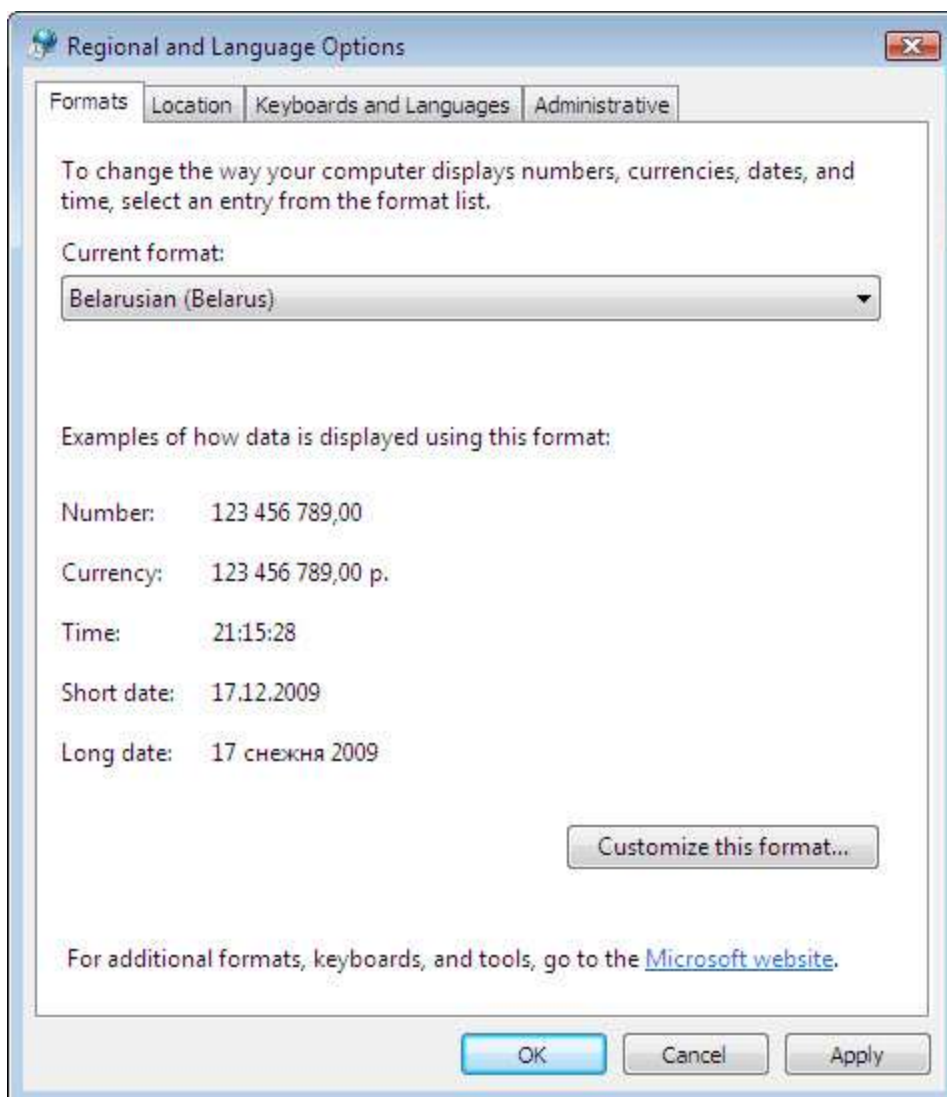 Regional and Language Options
Formats Location Keyboards and Languages Administrative
To change the way your computer displays numbers, currencies, dates, and
time, select an entry from the format list.
Current format:
Belarusian (Belarus)
Examples of how data is displayed using this format:
Number: 123 456 789,00
Currency: 123 456 789,00 р.
Time: 21:15:28
Short date: 17.12.2009
Long date: 17 снежня 2009
Customize this format...
For additional formats, keyboards, and tools, go to the Microsoft website.
OK Cancel Apply